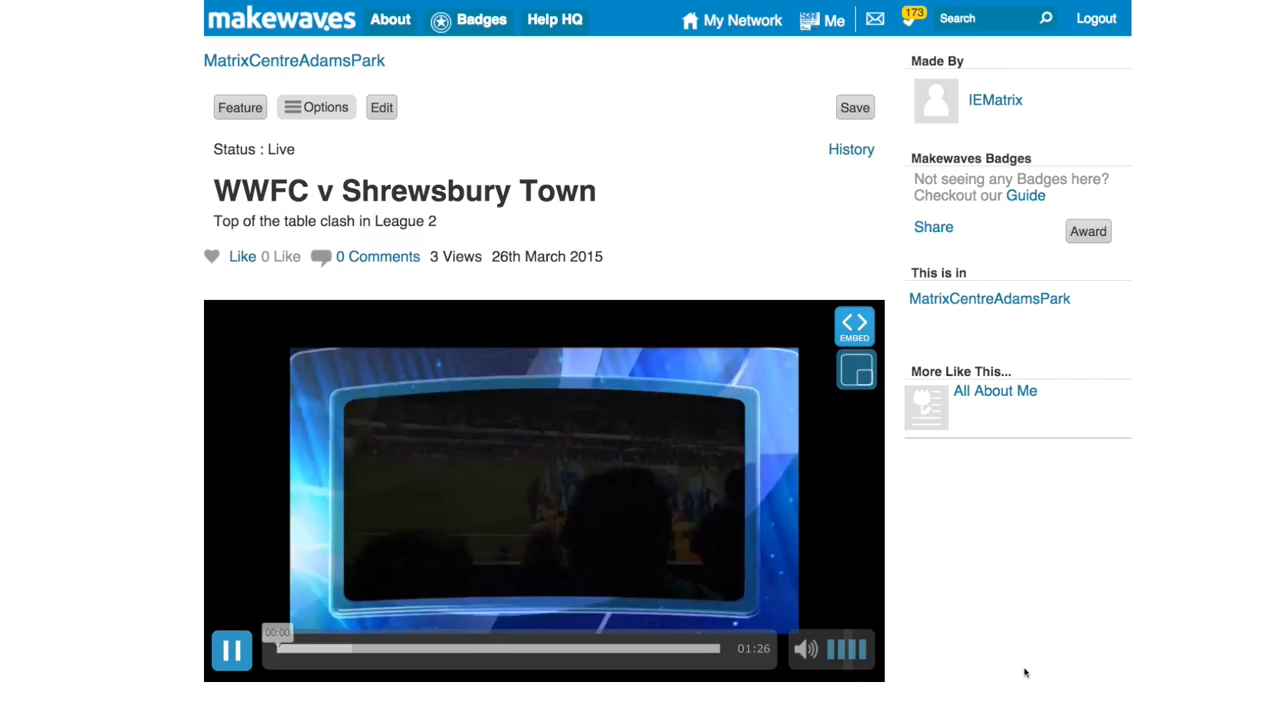 makewaves About Badges Help HQ My Network Me 173 Search Logout
MatrixCentreAdamsPark
Feature Options Edit Save
Status : Live History
WWFC v Shrewsbury Town
Top of the table clash in League 2
Like 0 Like 0 Comments 3 Views 26th March 2015
EMBED
00:00
01:26
Made By
IEMatrix
Makewaves Badges
Not seeing any Badges here?
Checkout our Guide
Share Award
This is in
MatrixCentreAdamsPark
More Like This...
All About Me